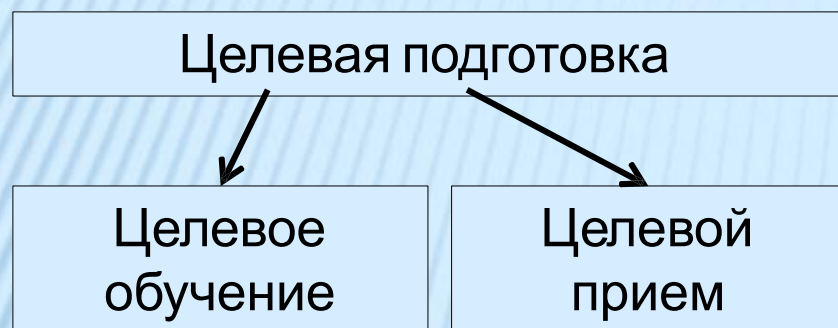 Целевая подготовка
Целевое
обучение
Целевой
прием